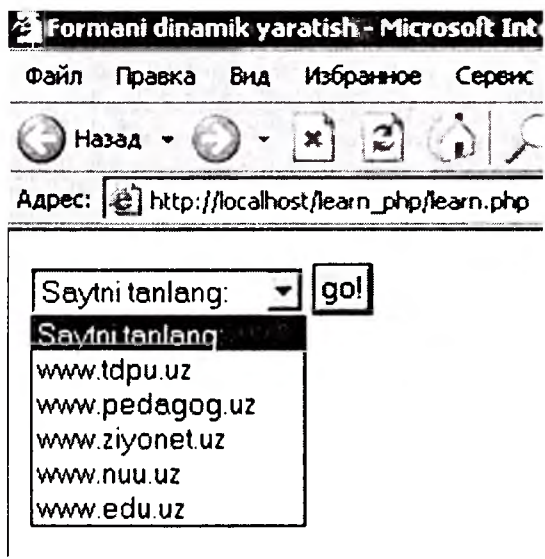 Formani dinamik yaratish - Microsoft Int
Файл Правка Вид Избранное Сервис
Назад
Адрес: http://localhost/learn_php/learn.php
Saytni tanlang: go!
Saytni tanlang:
www.tdpu.uz
www.pedagog.uz
www.ziyonet.uz
www.nuu.uz
www.edu.uz